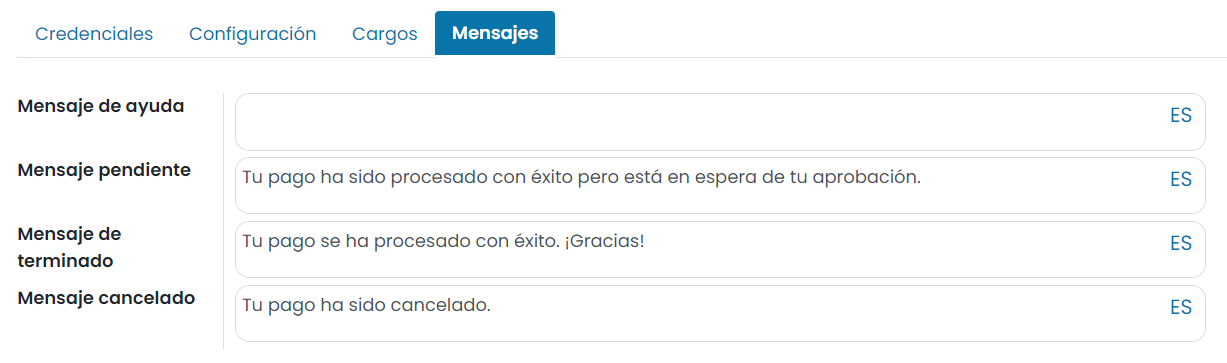 Credenciales Configuración Cargos Mensajes
Mensaje de ayuda ES
Mensaje pendiente Tu pago ha sido procesado con éxito pero está en espera de tu aprobación. ES
Mensaje de
terminado Tu pago se ha procesado con éxito. ¡Gracias! ES
Mensaje cancelado Tu pago ha sido cancelado. ES